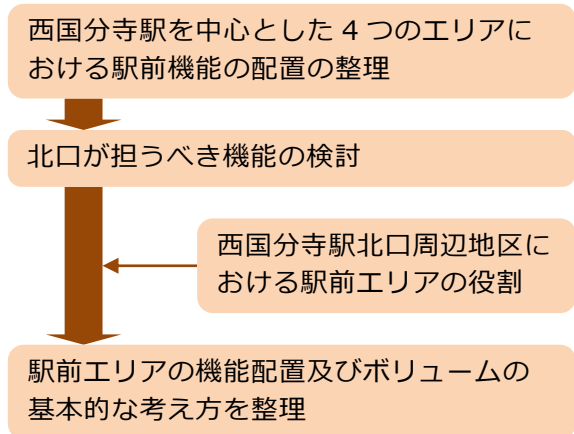 西国分寺駅を中心とした 4 つのエリアに
おける駅前機能の配置の整理
北口が担うべき機能の検討
西国分寺駅北口周辺地区に
おける駅前エリアの役割
駅前エリアの機能配置及びボリュームの
基本的な考え方を整理